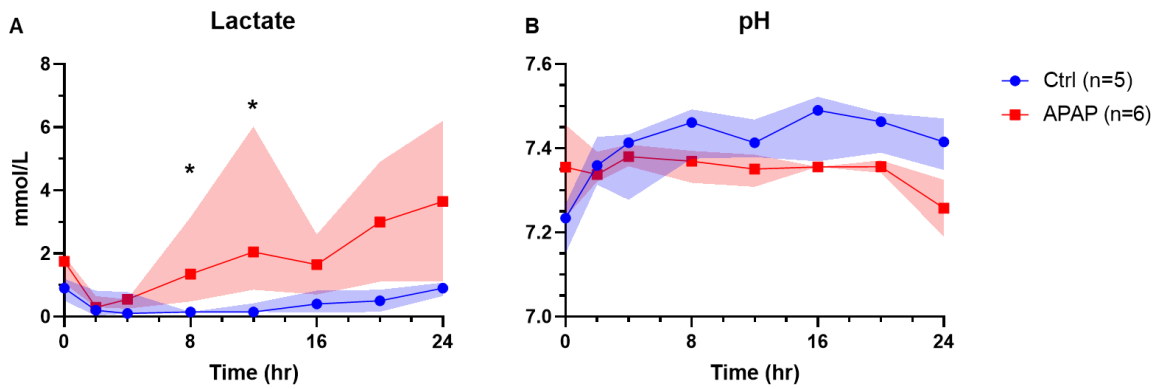 A
Lactate
8
6
4
2
0
mmol/L
*
*
0
8
16
24
Time (hr)
B
pH
7.6
7.4
7.2
7.0
0
8
16
24
Time (hr)
Ctrl (n=5)
APAP (n=6)